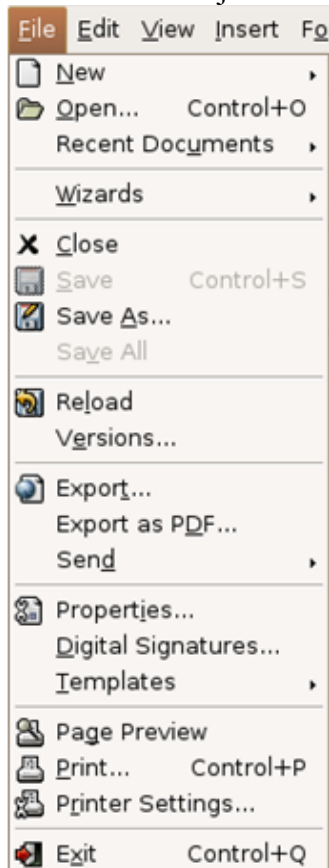 File Edit View Insert Fo
New
Open... Control+O
Recent Documents
Wizards
Close
Save Control+S
Save As...
Save All
Reload
Versions...
Export...
Export as PDF...
Send
Properties...
Digital Signatures...
Templates
Page Preview
Print... Control+P
Printer Settings...
Exit Control+Q